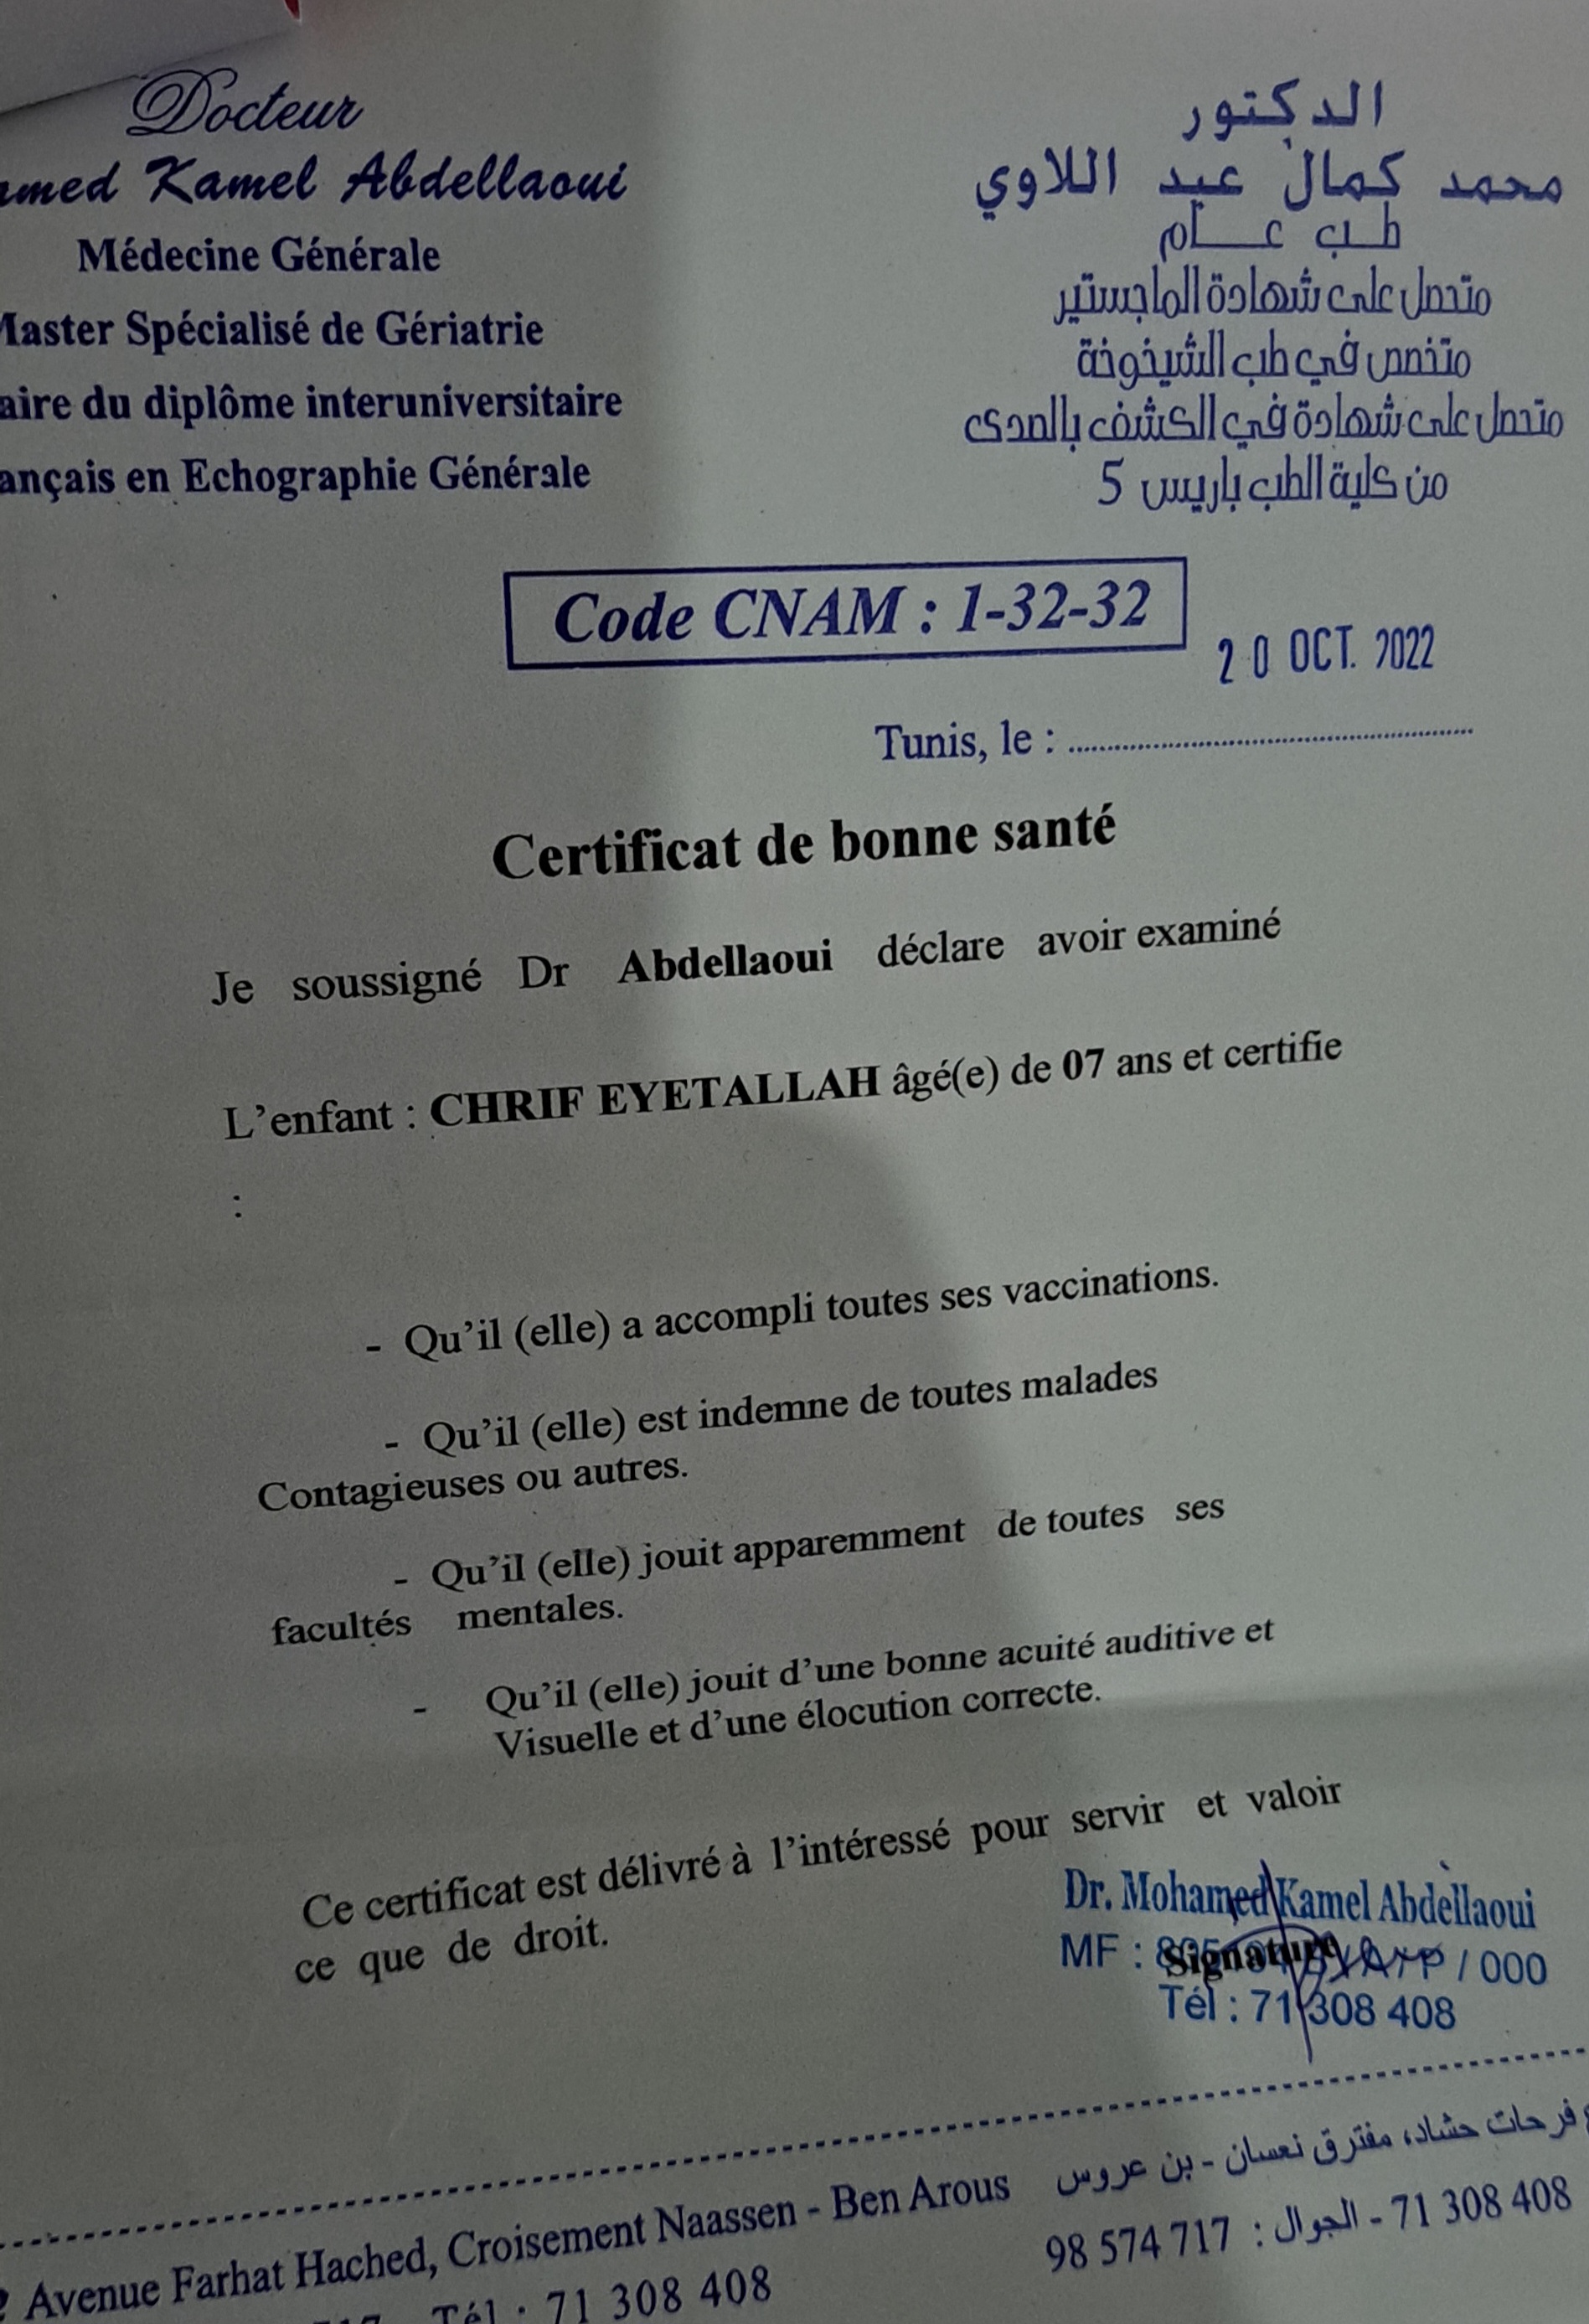 Docteur
Kamel Abdellaoui
Médecine Générale
Master Spécialisé de Gériatrie
du diplôme interuniversitaire
en Echographie Générale
الدكتور
محمد كمال عبد اللاوي
طب عام
متحصل على شهادة الماجستير
متخصص في طب الشيخوخة
متحصل على شهادة في الكشف بالصدى
من كلية الطب باريس 5
Code CNAM : 1-32-32
20 OCT. 2022
Tunis, le :
Certificat de bonne santé
Je soussigné Dr Abdellaoui déclare avoir examiné
L'enfant : CHRIF EYETALLAH âgé(e) de 07 ans et certifie
:
- Qu'il (elle) a accompli toutes ses vaccinations.
- Qu'il (elle) est indemne de toutes malades
Contagieuses ou autres.
- Qu'il (elle) jouit apparemment de toutes ses
facultés mentales.
- Qu'il (elle) jouit d'une bonne acuité auditive et
Visuelle et d'une élocution correcte.
Ce certificat est délivré à l'intéressé pour servir et valoir
ce que de droit.
Dr. Mohamed Kamel Abdellaoui
MF : / 000
Signature
Tél : 71 308 408
فرحات حشاد، مفترق نعسان - بن عروس
71 308 408 - الجوال : 98 574 717
Avenue Farhat Hached, Croisement Naassen - Ben Arous
Tél : 71 308 408